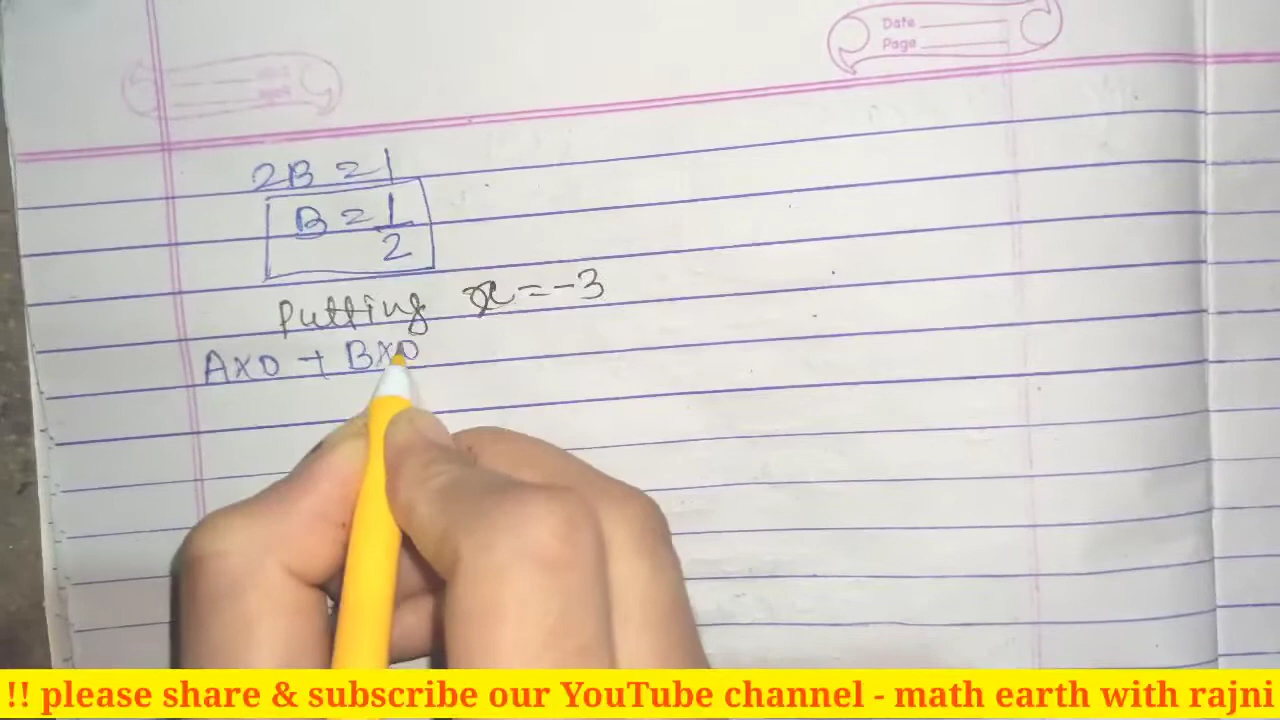 Date
Page
2B = 1
B = 1/2
Putting x = -3
A×0 + B×0
!! please share & subscribe our YouTube channel - math earth with rajni